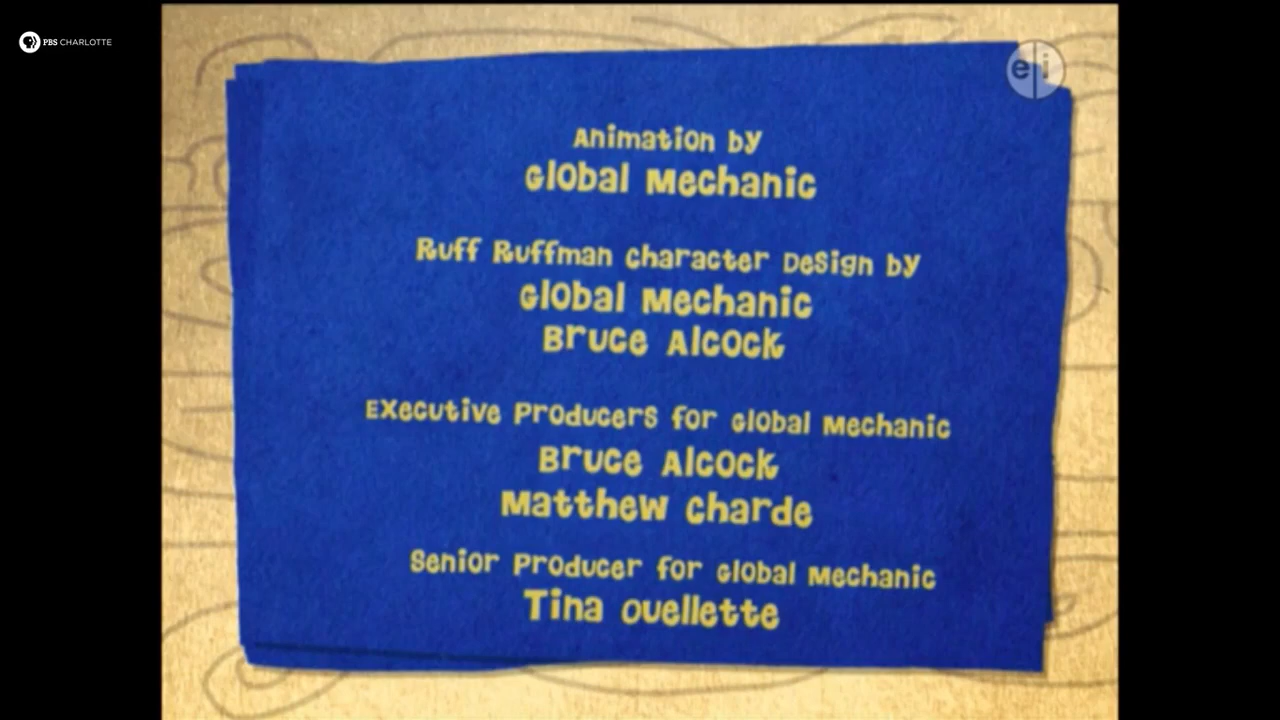 PBS CHARLOTTE
e i
Animation by
Global Mechanic
Ruff Ruffman Character Design by
Global Mechanic
Bruce Alcock
Executive Producers for Global Mechanic
Bruce Alcock
Matthew Charde
Senior Producer for Global Mechanic
Tina Ouellette